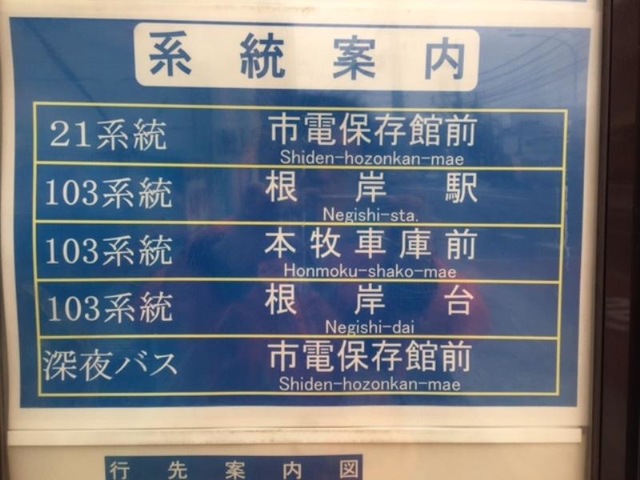 系統案内
21系統 市電保存館前
Shiden-hozonkan-mae
103系統 根岸駅
Negishi-sta.
103系統 本牧車庫前
Honmoku-shako-mae
103系統 根岸台
Negishi-dai
深夜バス 市電保存館前
Shiden-hozonkan-mae
行先案内図